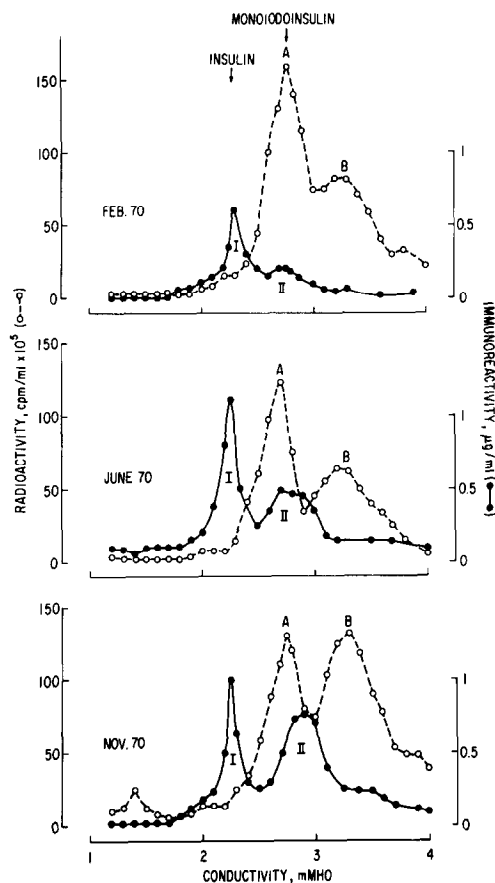 MONOIODOINSULIN
INSULIN
A
B
150
100
50
0
1
0.5
0
FEB. 70
I
II
A
B
150
100
50
0
1
0.5
0
JUNE 70
I
II
A
B
150
100
50
0
1
0.5
0
NOV. 70
I
II
RADIOACTIVITY, cpm/ml x10⁻⁵ (o--o)
IMMUNOREACTIVITY, µg/ml (●—●)
1 2 3 4
CONDUCTIVITY, mMHO